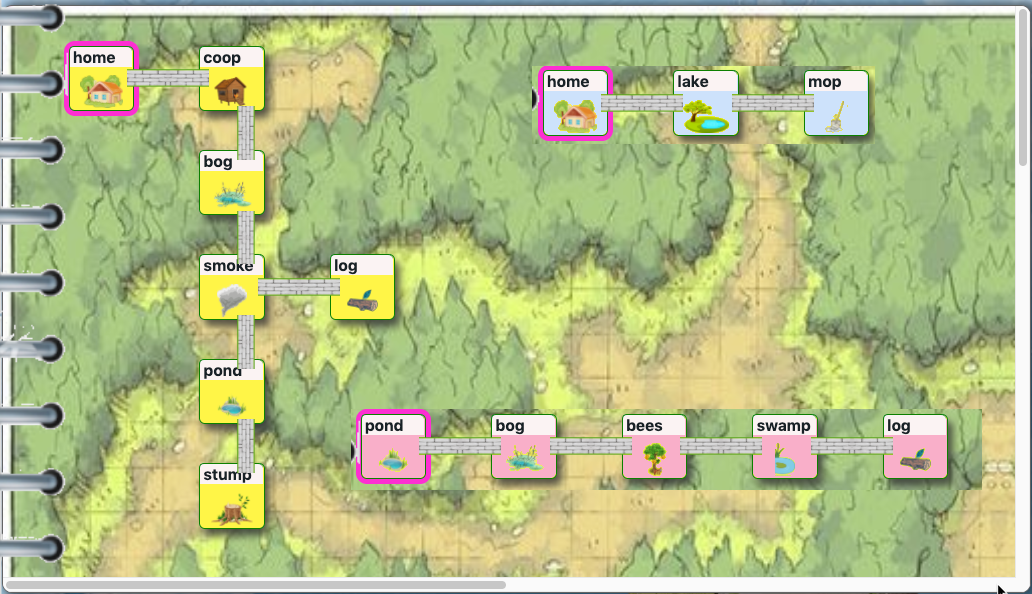 home
coop
home
lake
mop
bog
smoke
log
pond
pond
bog
bees
swamp
log
stump